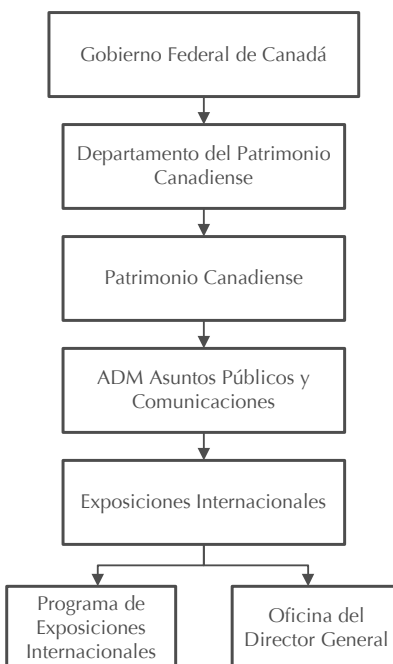 Gobierno Federal de Canadá
Departamento del Patrimonio
Canadiense
Patrimonio Canadiense
ADM Asuntos Públicos y
Comunicaciones
Exposiciones Internacionales
Programa de
Exposiciones
Internacionales
Oficina del
Director General